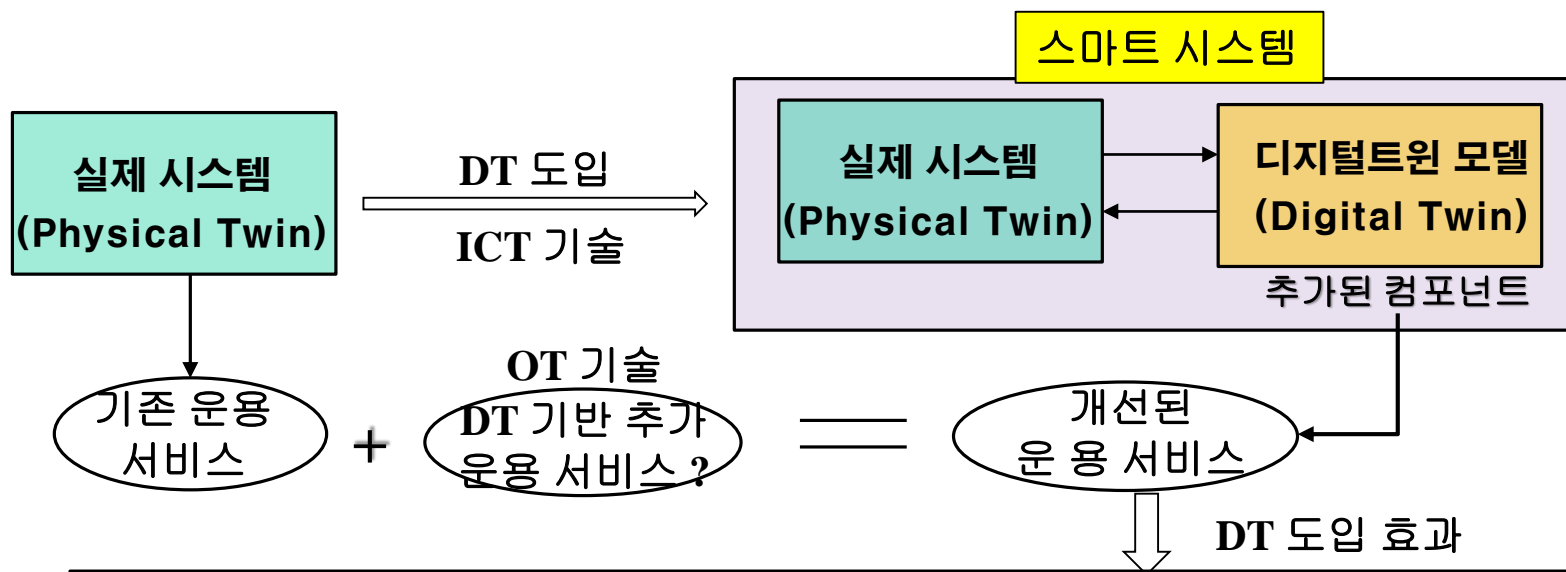 스마트 시스템
실제 시스템
(Physical Twin)
DT 도입
ICT 기술
실제 시스템
(Physical Twin)
디지털트윈 모델
(Digital Twin)
추가된 컴포넌트
기존 운용
서비스
+
OT 기술
DT 기반 추가
운용 서비스 ?
개선된
운 용 서비스
DT 도입 효과